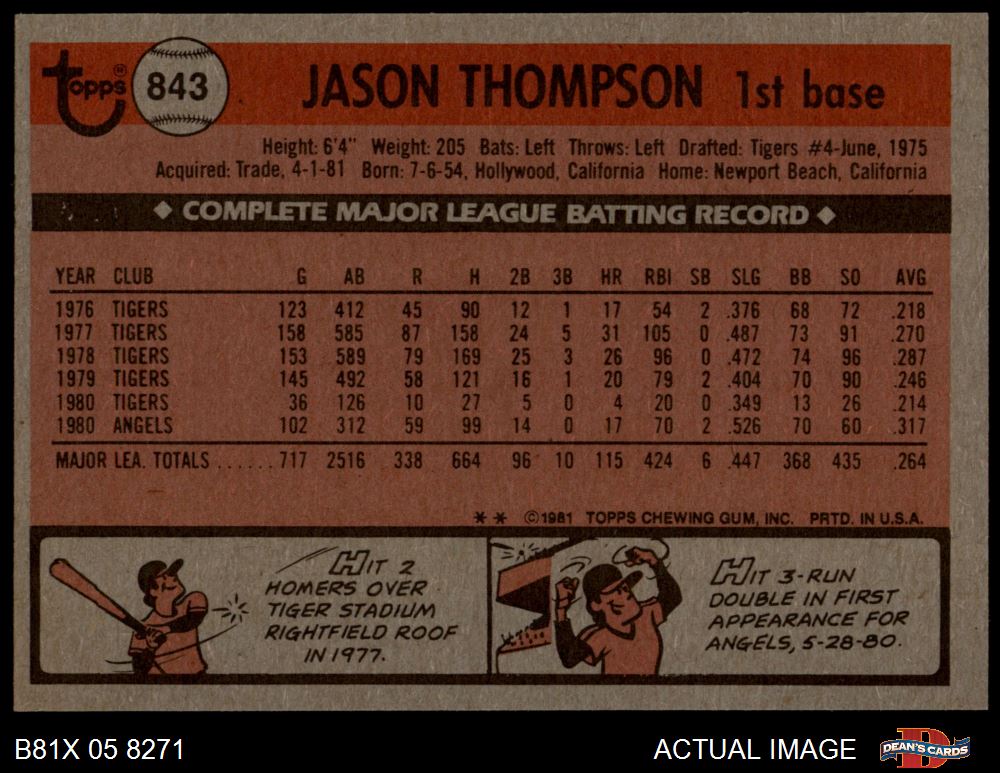 topps® 843 JASON THOMPSON 1st base
Height: 6'4" Weight: 205 Bats: Left Throws: Left Drafted: Tigers #4-June, 1975
Acquired: Trade, 4-1-81 Born: 7-6-54, Hollywood, California Home: Newport Beach, California
◆ COMPLETE MAJOR LEAGUE BATTING RECORD ◆
YEAR CLUB G AB R H 2B 3B HR RBI SB SLG BB SO AVG
1976 TIGERS 123 412 45 90 12 1 17 54 2 .376 68 72 .218
1977 TIGERS 158 585 87 158 24 5 31 105 0 .487 73 91 .270
1978 TIGERS 153 589 79 169 25 3 26 96 0 .472 74 96 .287
1979 TIGERS 145 492 58 121 16 1 20 79 2 .404 70 90 .246
1980 TIGERS 36 126 10 27 5 0 4 20 0 .349 13 26 .214
1980 ANGELS 102 312 59 99 14 0 17 70 2 .526 70 60 .317
MAJOR LEA. TOTALS ...... 717 2516 338 664 96 10 115 424 6 .447 368 435 .264
* * ©1981 TOPPS CHEWING GUM, INC. PRTD. IN U.S.A.
HIT 2
HOMERS OVER
TIGER STADIUM
RIGHTFIELD ROOF
IN 1977.
HIT 3-RUN
DOUBLE IN FIRST
APPEARANCE FOR
ANGELS, 5-28-80.
B81X 05 8271 ACTUAL IMAGE DEAN'S CARDS